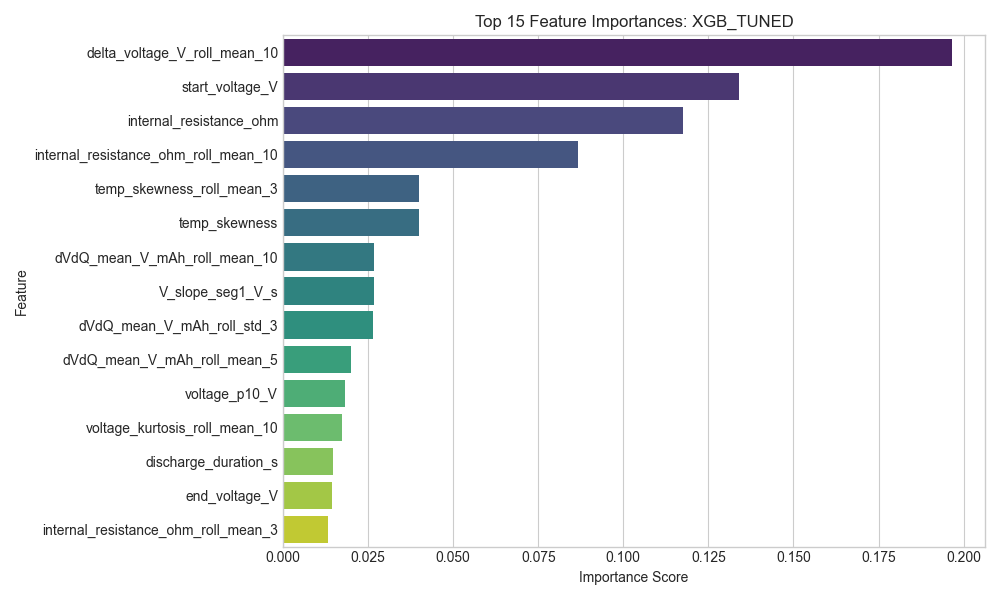 Top 15 Feature Importances: XGB_TUNED
Feature
delta_voltage_V_roll_mean_10
start_voltage_V
internal_resistance_ohm
internal_resistance_ohm_roll_mean_10
temp_skewness_roll_mean_3
temp_skewness
dVdQ_mean_V_mAh_roll_mean_10
V_slope_seg1_V_s
dVdQ_mean_V_mAh_roll_std_3
dVdQ_mean_V_mAh_roll_mean_5
voltage_p10_V
voltage_kurtosis_roll_mean_10
discharge_duration_s
end_voltage_V
internal_resistance_ohm_roll_mean_3
0.000 0.025 0.050 0.075 0.100 0.125 0.150 0.175 0.200
Importance Score